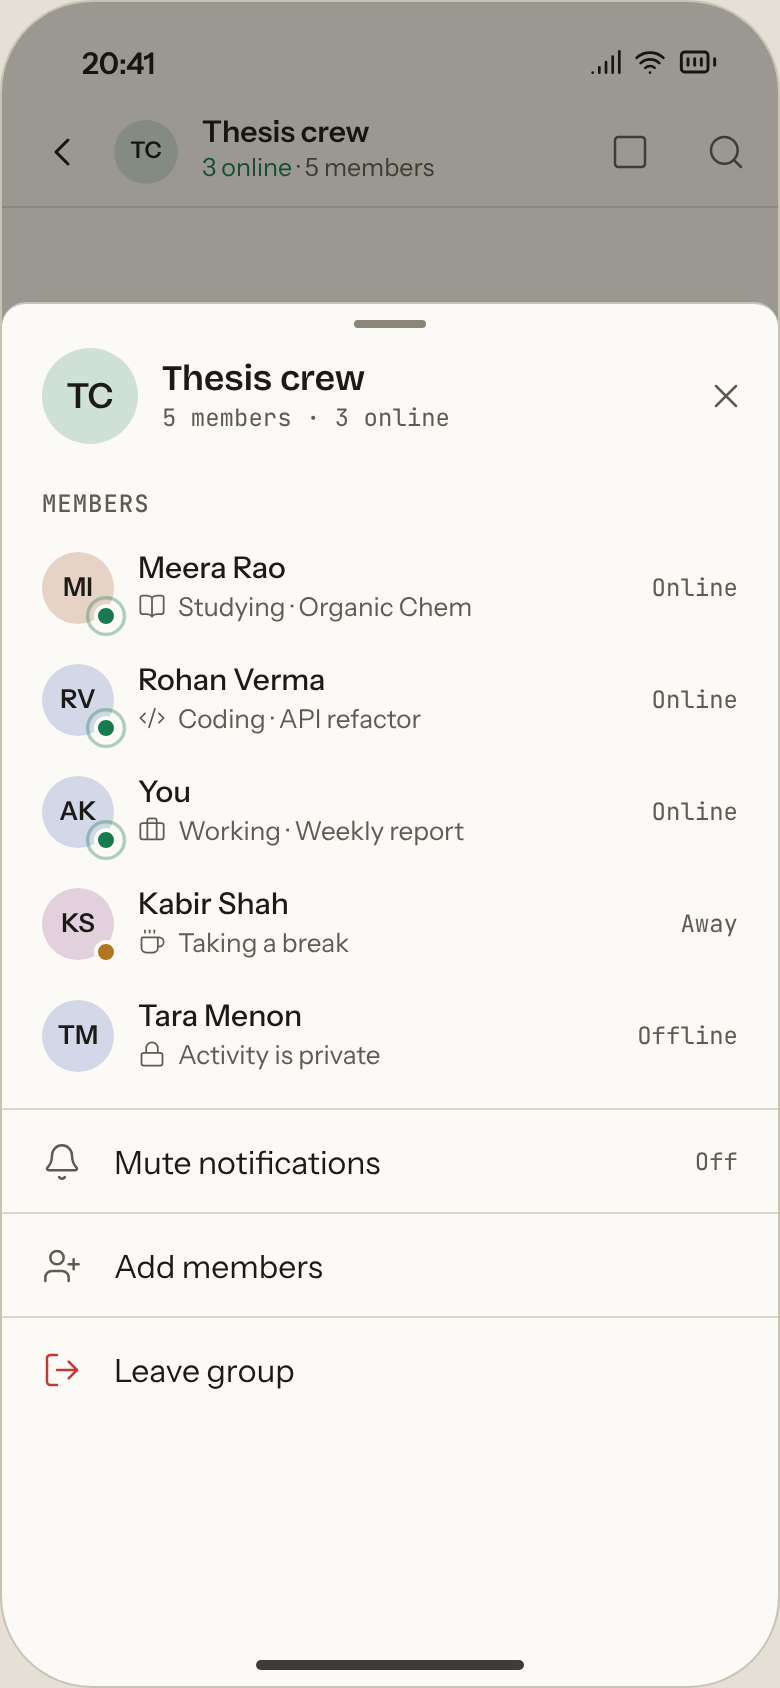 20:41
TC
Thesis crew
3 online · 5 members
TC
Thesis crew
5 members · 3 online
MEMBERS
MI
Meera Rao
Studying · Organic Chem
Online
RV
Rohan Verma
Coding · API refactor
Online
AK
You
Working · Weekly report
Online
KS
Kabir Shah
Taking a break
Away
TM
Tara Menon
Activity is private
Offline
Mute notifications
Off
Add members
Leave group